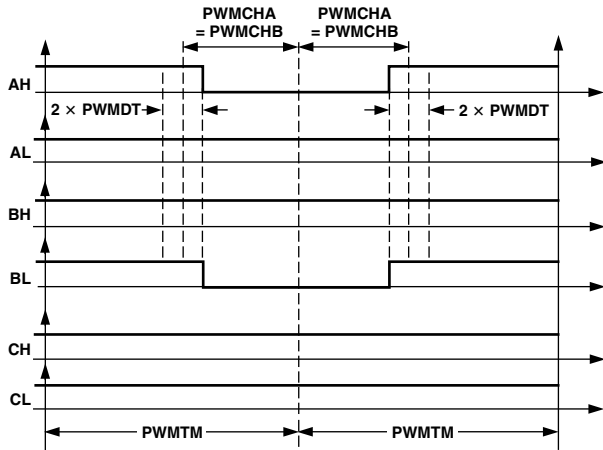 PWMCHA PWMCHA
= PWMCHB = PWMCHB
AH
2 × PWMDT 2 × PWMDT
AL
BH
BL
CH
CL
PWMTM PWMTM